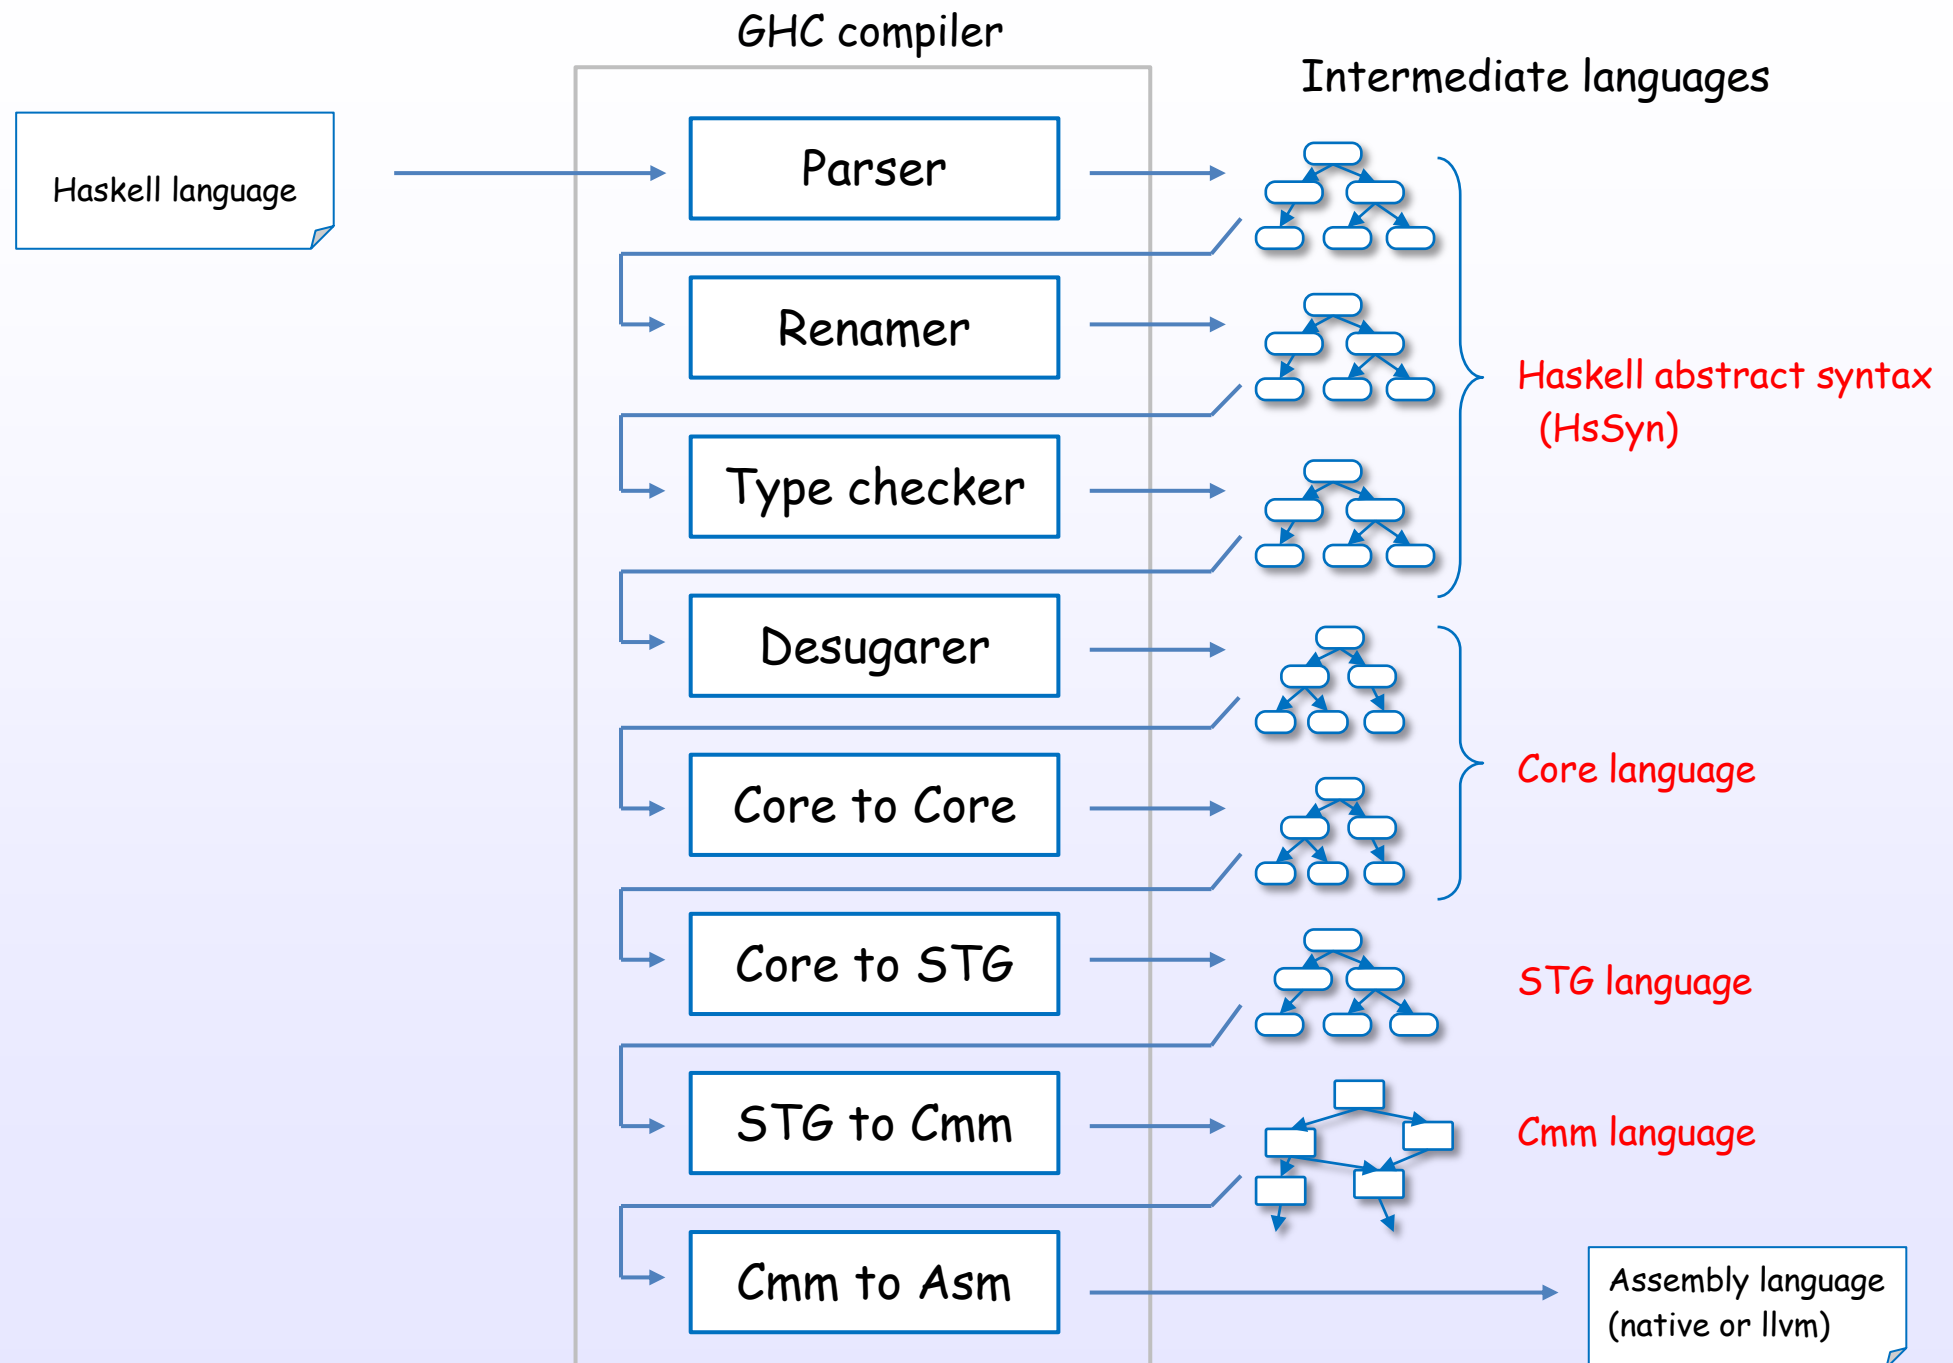 GHC compiler
Intermediate languages
Haskell language
Parser
Renamer
Haskell abstract syntax
(HsSyn)
Type checker
Desugarer
Core to Core
Core language
Core to STG
STG language
STG to Cmm
Cmm language
Cmm to Asm
Assembly language
(native or llvm)